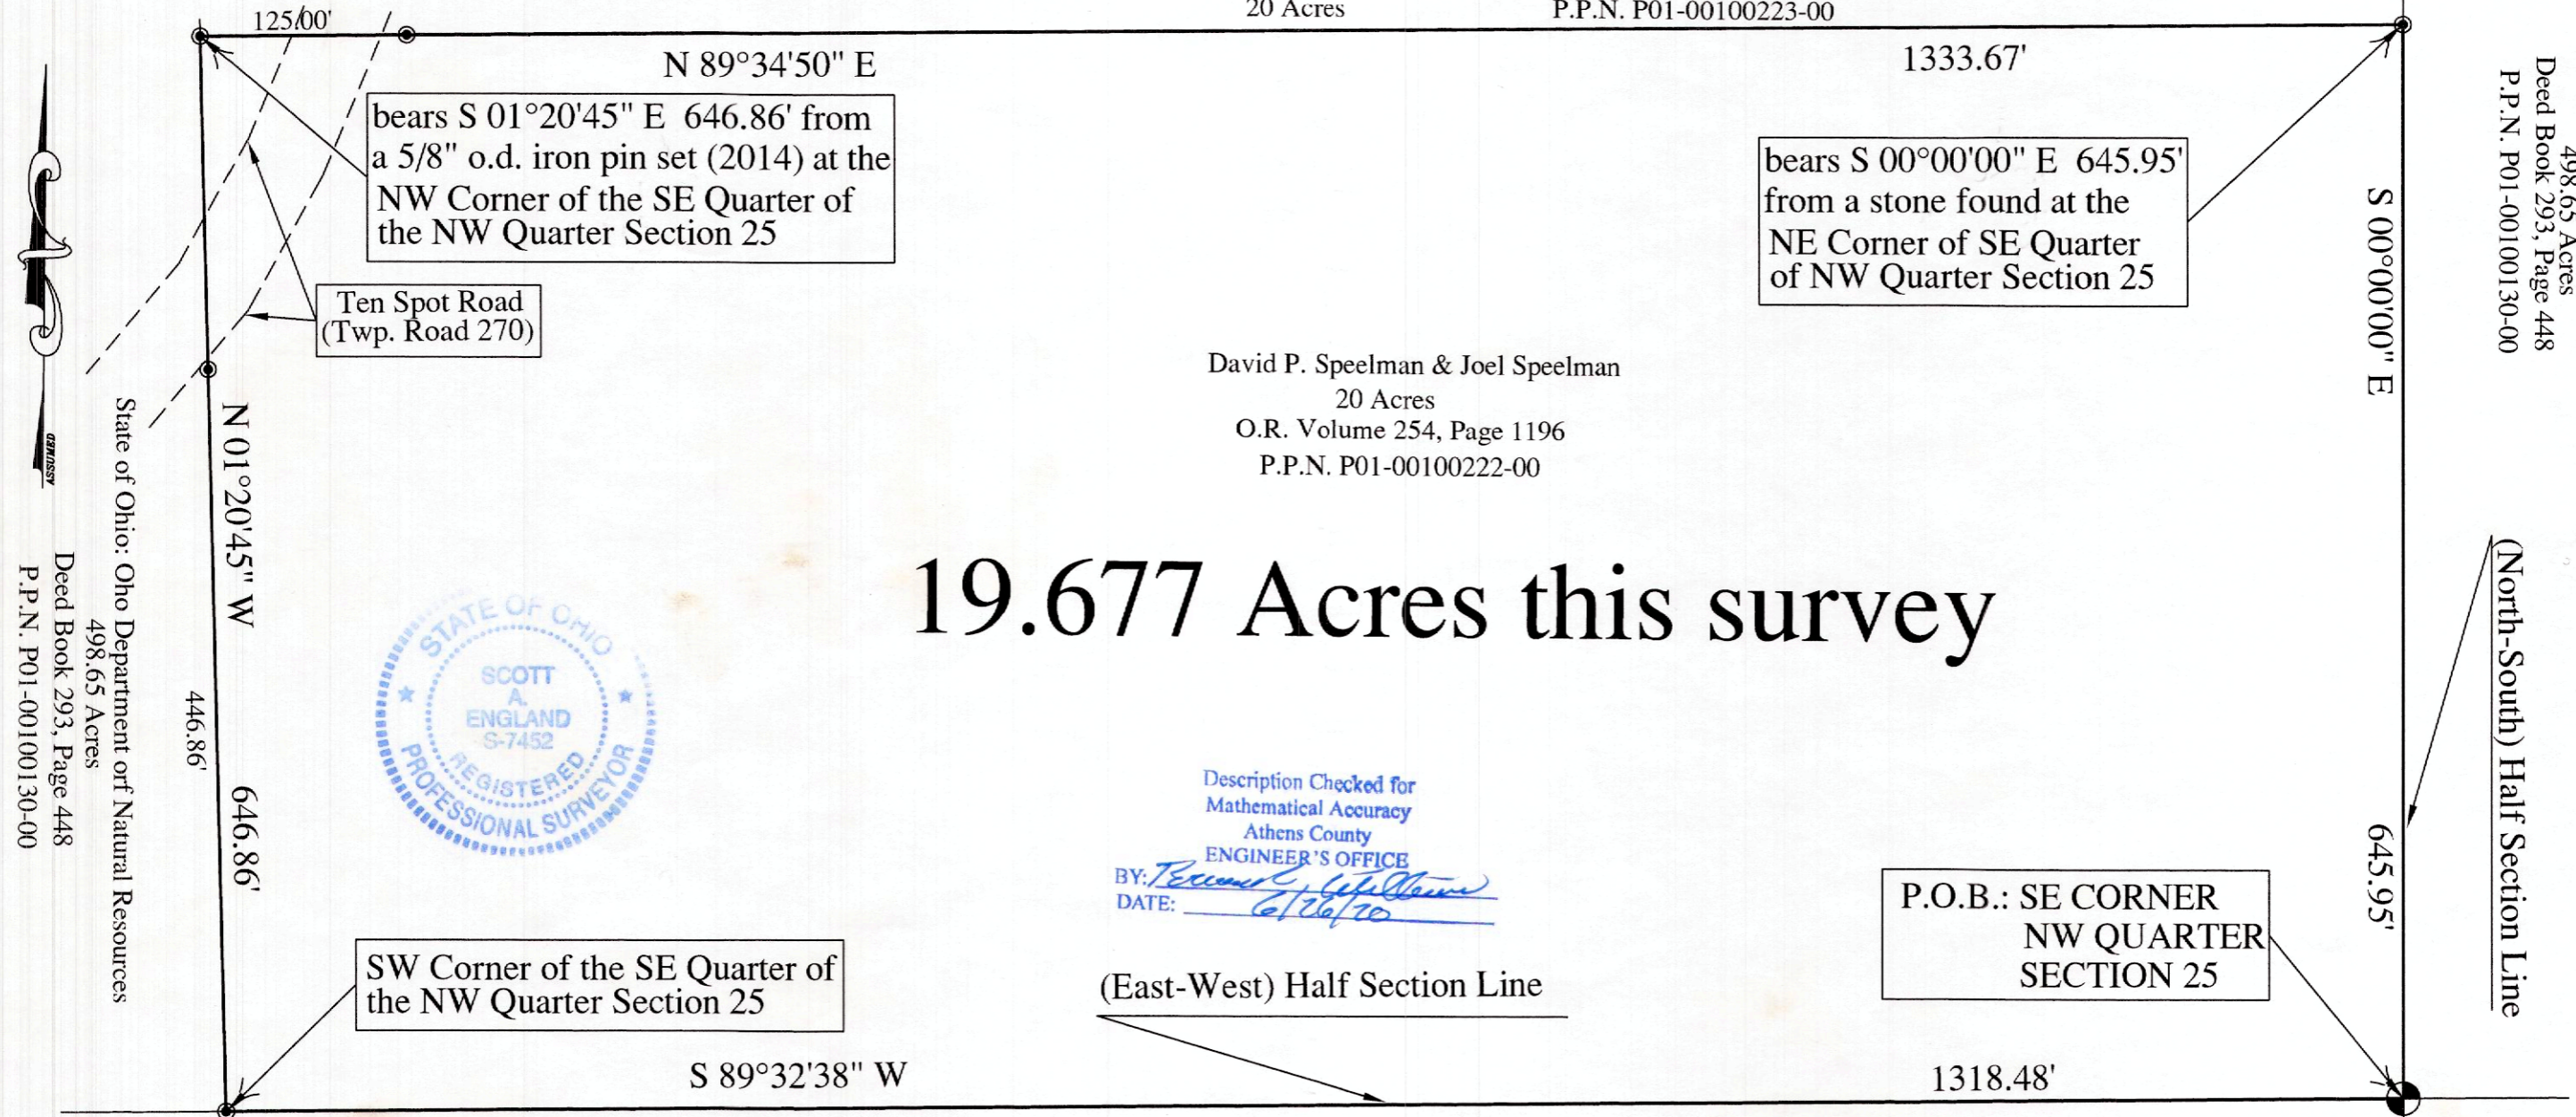 20 Acres
P.P.N. P01-00100223-00
125.00'
N 89°34'50" E
1333.67'
bears S 01°20'45" E 646.86' from
a 5/8" o.d. iron pin set (2014) at the
NW Corner of the SE Quarter of
the NW Quarter Section 25
bears S 00°00'00" E 645.95'
from a stone found at the
NE Corner of SE Quarter
of NW Quarter Section 25
498.65 Acres
Deed Book 293, Page 448
P.P.N. P01-00100130-00
S 00°00'00" E
Ten Spot Road
(Twp. Road 270)
ASSUMED
David P. Speelman & Joel Speelman
20 Acres
O.R. Volume 254, Page 1196
P.P.N. P01-00100222-00
N 01°20'45" W
State of Ohio: Oho Department orf Natural Resources
498.65 Acres
Deed Book 293, Page 448
P.P.N. P01-00100130-00
19.677 Acres this survey
446.86'
646.86'
STATE OF OHIO
SCOTT
A.
ENGLAND
S-7452
REGISTERED
PROFESSIONAL SURVEYOR
Description Checked for
Mathematical Accuracy
Athens County
ENGINEER'S OFFICE
BY:
DATE: 6/26/20
(North-South) Half Section Line
645.95'
P.O.B.: SE CORNER
NW QUARTER
SECTION 25
SW Corner of the SE Quarter of
the NW Quarter Section 25
(East-West) Half Section Line
S 89°32'38" W
1318.48'